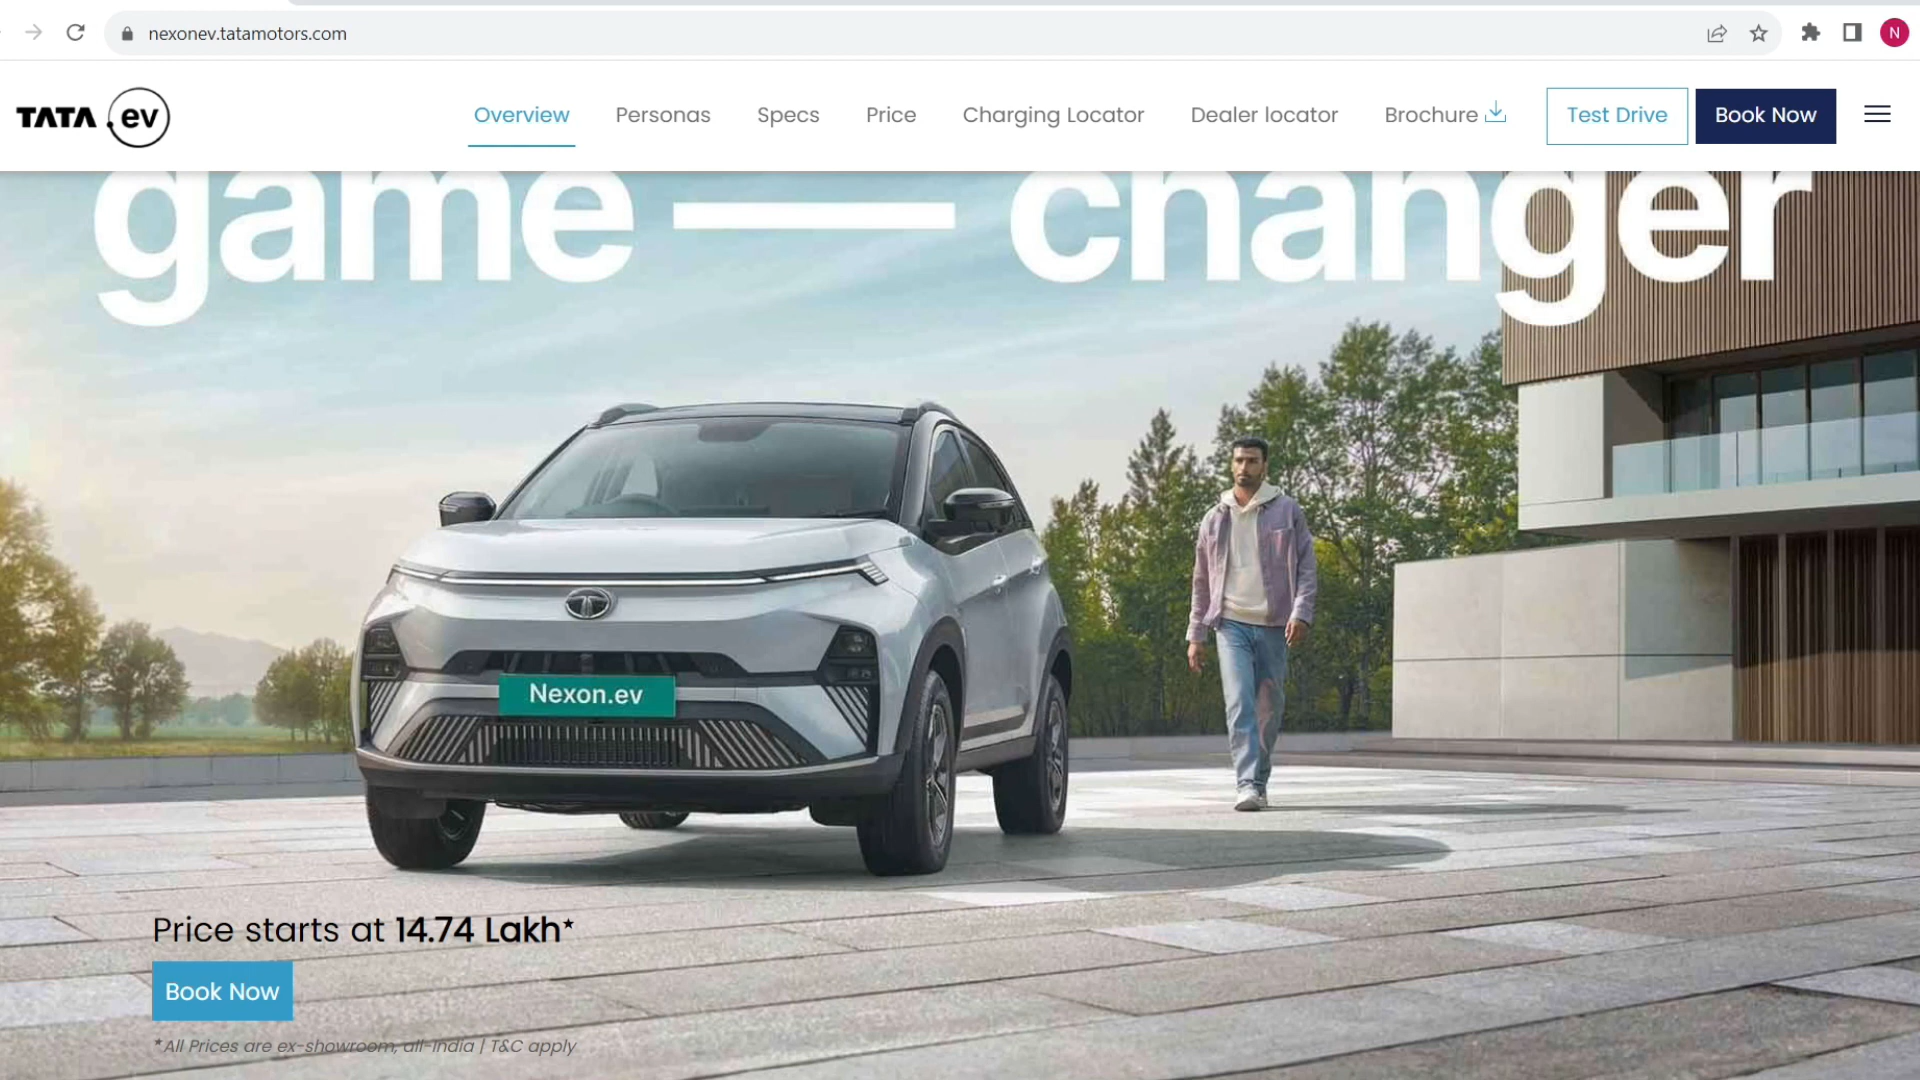 nexonev.tatamotors.com
N
TATA .ev
Overview
Personas
Specs
Price
Charging Locator
Dealer locator
Brochure
Test Drive
Book Now
game — changer
Nexon.ev
Price starts at 14.74 Lakh*
Book Now
*All Prices are ex-showroom, all-India | T&C apply